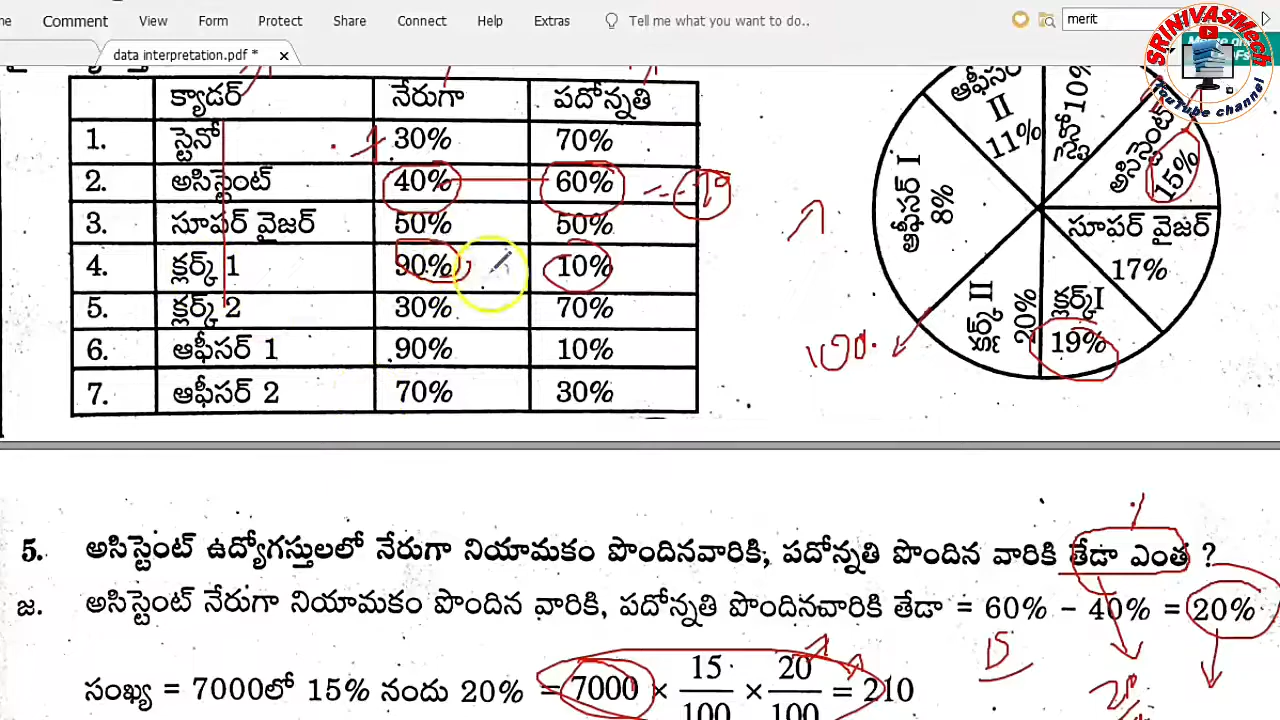 Comment View Form Protect Share Connect Help Extras Tell me what you want to do.. merit
data interpretation.pdf *
SRINIVASMech
YouTube channel
క్యాడర్ నేరుగా పదోన్నతి
1. స్టెనో 30% 70%
2. అసిస్టెంట్ 40% 60%
3. సూపర్ వైజర్ 50% 50%
4. క్లర్క్ 1 90% 10%
5. క్లర్క్ 2 30% 70%
6. ఆఫీసర్ 1 90% 10%
7. ఆఫీసర్ 2 70% 30%
ఆఫీసర్ II 11%
స్టెనో 10%
అసిస్టెంట్ 15%
సూపర్ వైజర్ 17%
క్లర్క్ I 19%
క్లర్క్ II 20%
ఆఫీసర్ I 8%
100%
5. అసిస్టెంట్ ఉద్యోగస్తులలో నేరుగా నియామకం పొందినవారికి, పదోన్నతి పొందిన వారికి తేడా ఎంత ?
జ. అసిస్టెంట్ నేరుగా నియామకం పొందిన వారికి, పదోన్నతి పొందినవారికి తేడా = 60% – 40% = 20%
15
సంఖ్య = 7000లో 15% నందు 20% = 7000 × 15/100 × 20/100 = 210